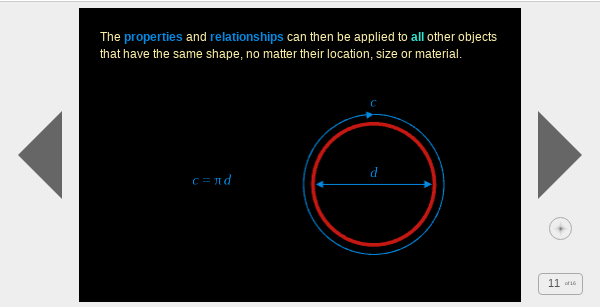 The properties and relationships can then be applied to all other objects
that have the same shape, no matter their location, size or material.
c
d
c = π d
11 of 16